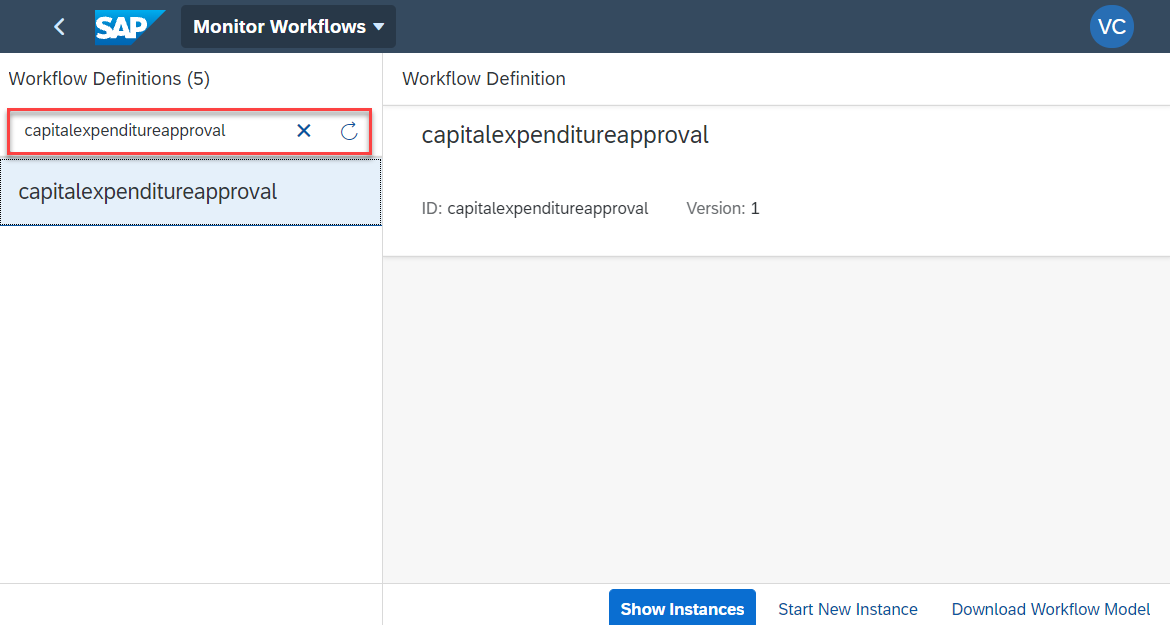 SAP
Monitor Workflows
VC
Workflow Definitions (5)
capitalexpenditureapproval
capitalexpenditureapproval
Workflow Definition
capitalexpenditureapproval
ID: capitalexpenditureapproval
Version: 1
Show Instances
Start New Instance
Download Workflow Model